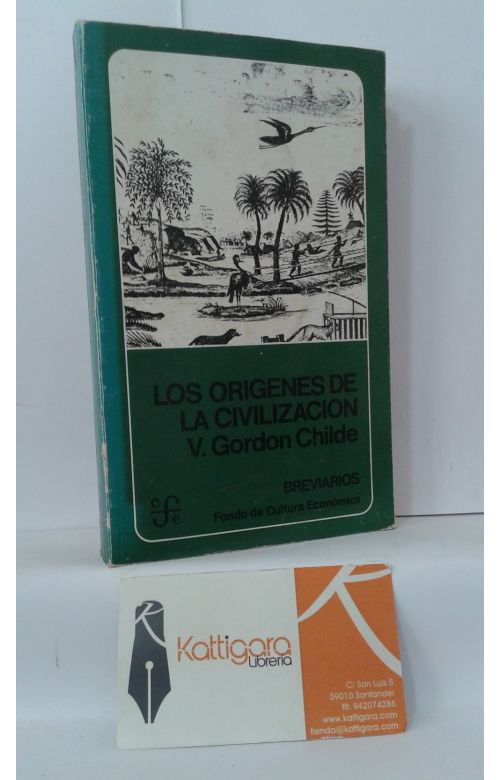 LOS ORIGENES DE
LA CIVILIZACION
V. Gordon Childe
BREVIARIOS
Fondo de Cultura Económica
c f e
Kattigara
Librería
C/ San Luis 5
39010 Santander
tlf: 942074286
www.kattigara.com
tienda@kattigara.com